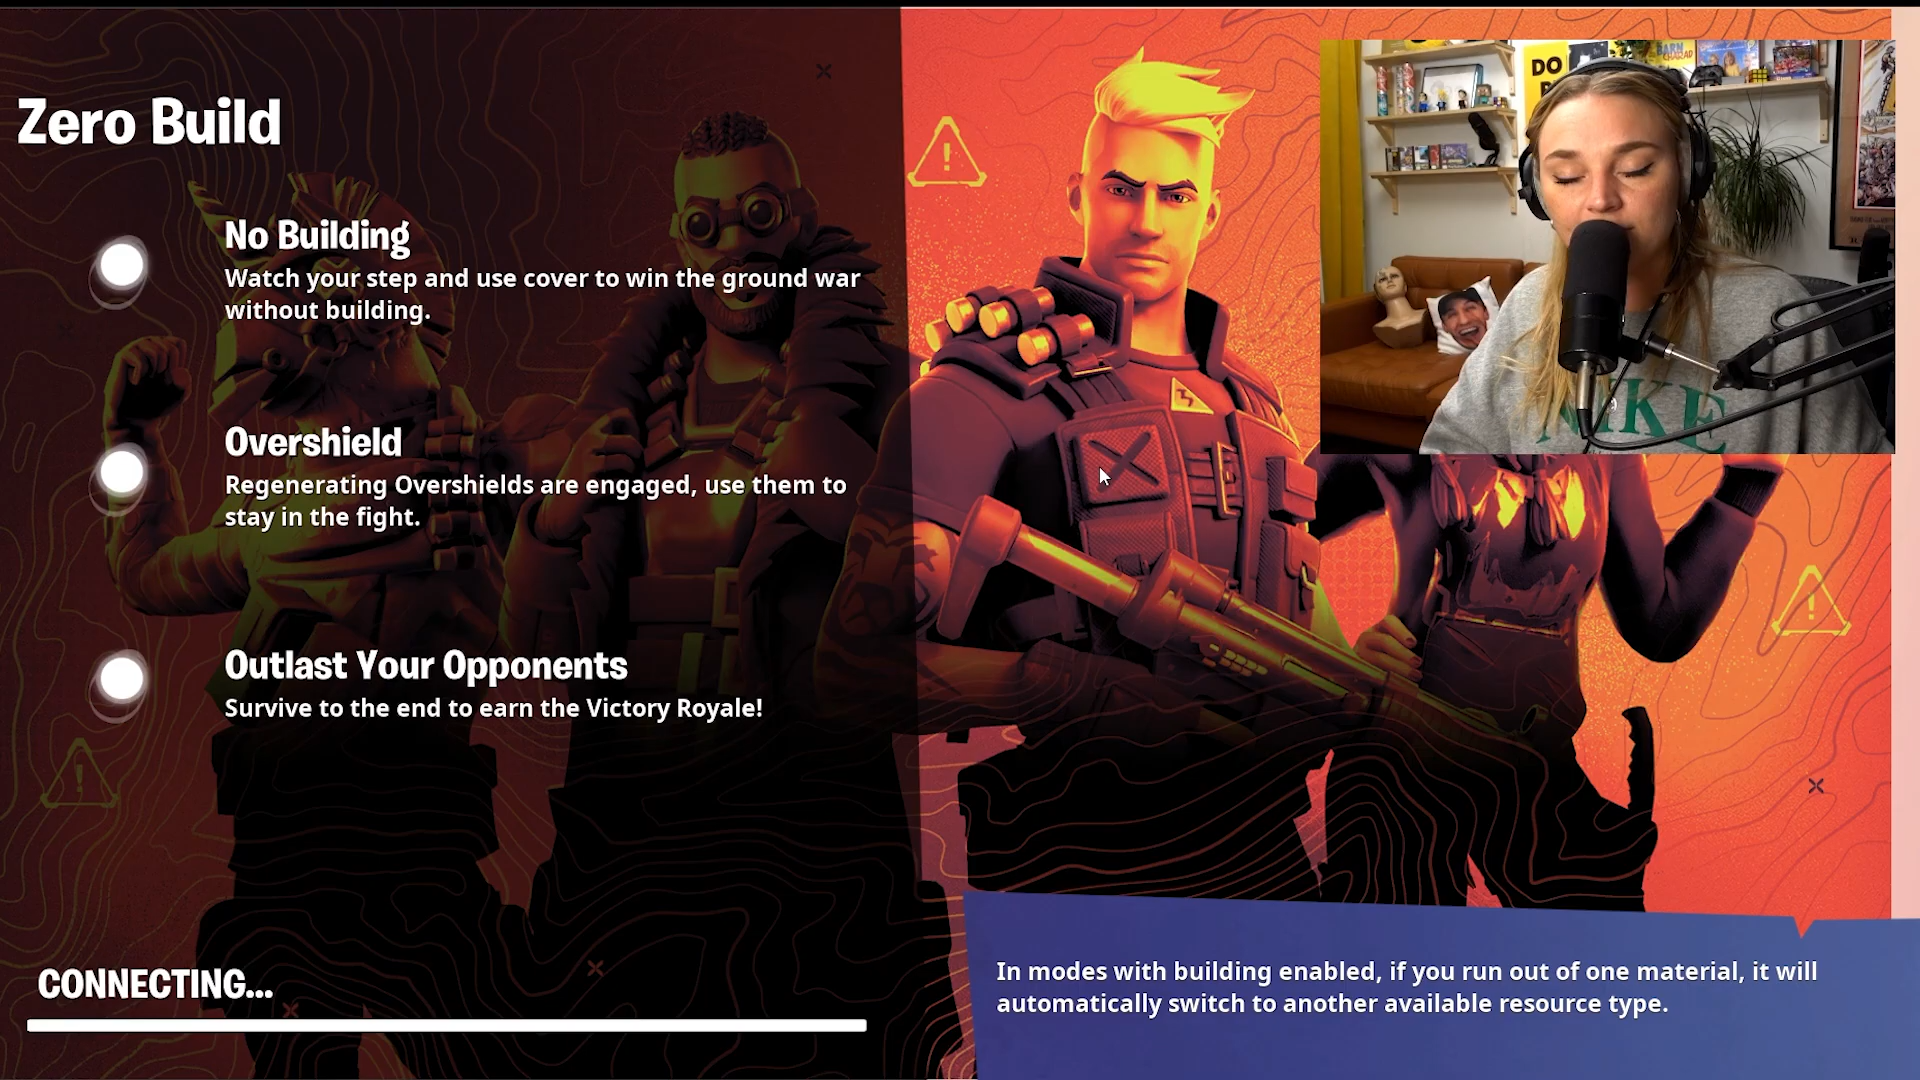 Zero Build
No Building
Watch your step and use cover to win the ground war
without building.
Overshield
Regenerating Overshields are engaged, use them to
stay in the fight.
Outlast Your Opponents
Survive to the end to earn the Victory Royale!
CONNECTING...
DO
BARN
NIKE
In modes with building enabled, if you run out of one material, it will
automatically switch to another available resource type.